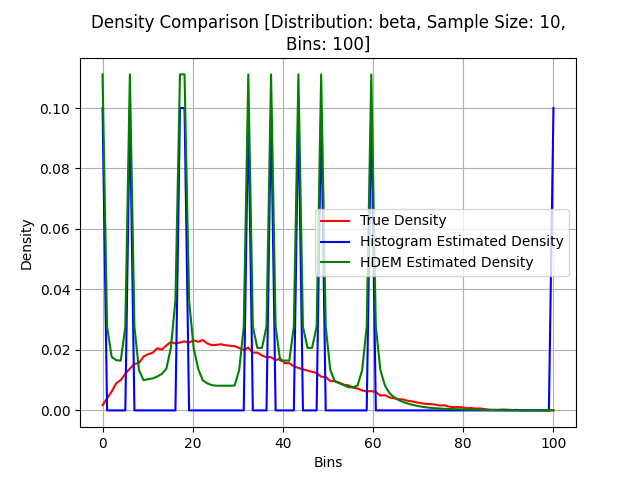 Density Comparison [Distribution: beta, Sample Size: 10,
Bins: 100]
Density
0.10
0.08
0.06
0.04
0.02
0.00
True Density
Histogram Estimated Density
HDEM Estimated Density
0 20 40 60 80 100
Bins